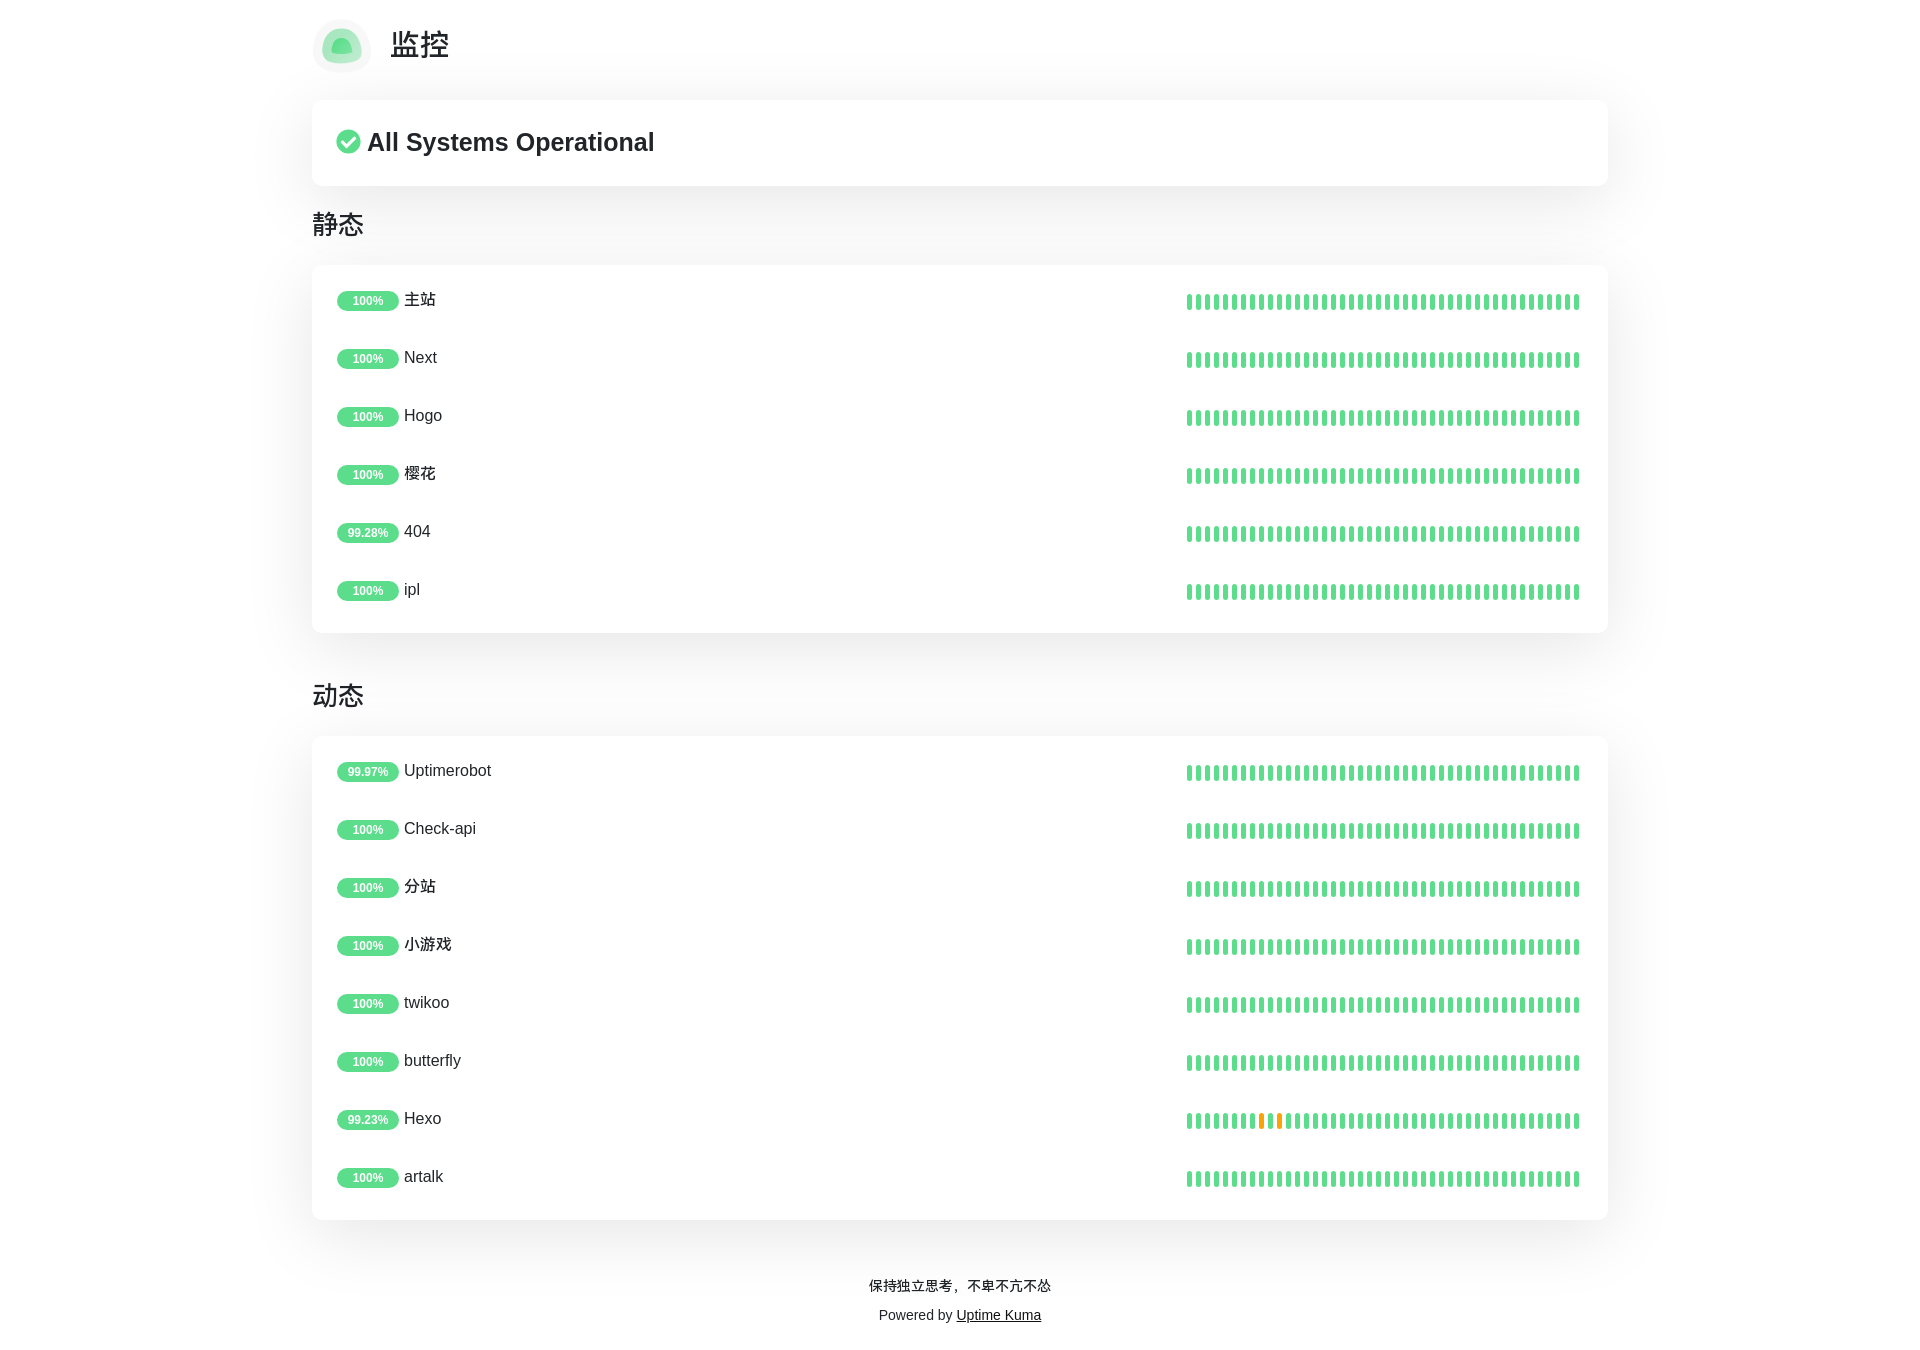 监控
All Systems Operational
静态
100% 主站
100% Next
100% Hogo
100% 樱花
99.28% 404
100% ipl
动态
99.97% Uptimerobot
100% Check-api
100% 分站
100% 小游戏
100% twikoo
100% butterfly
99.23% Hexo
100% artalk
保持独立思考，不卑不亢不怂
Powered by Uptime Kuma